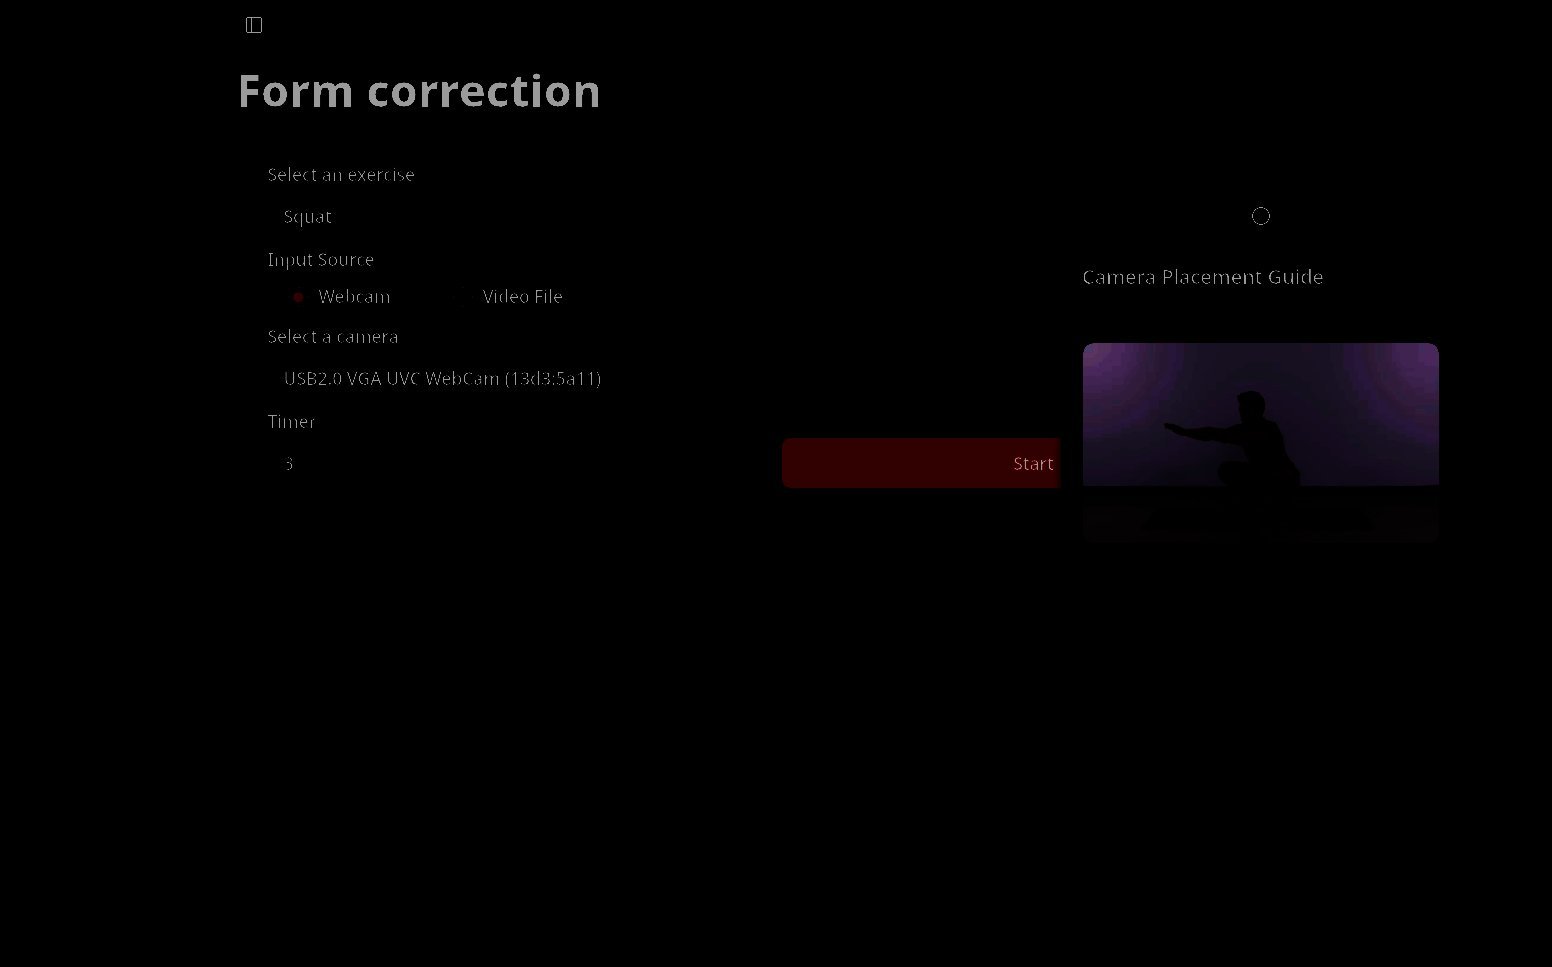 Form correction
Select an exercise
Squat
Input Source
Webcam
Video File
Select a camera
USB2.0 VGA UVC WebCam (13d3:5a11)
Timer
3
Start
Camera Placement Guide